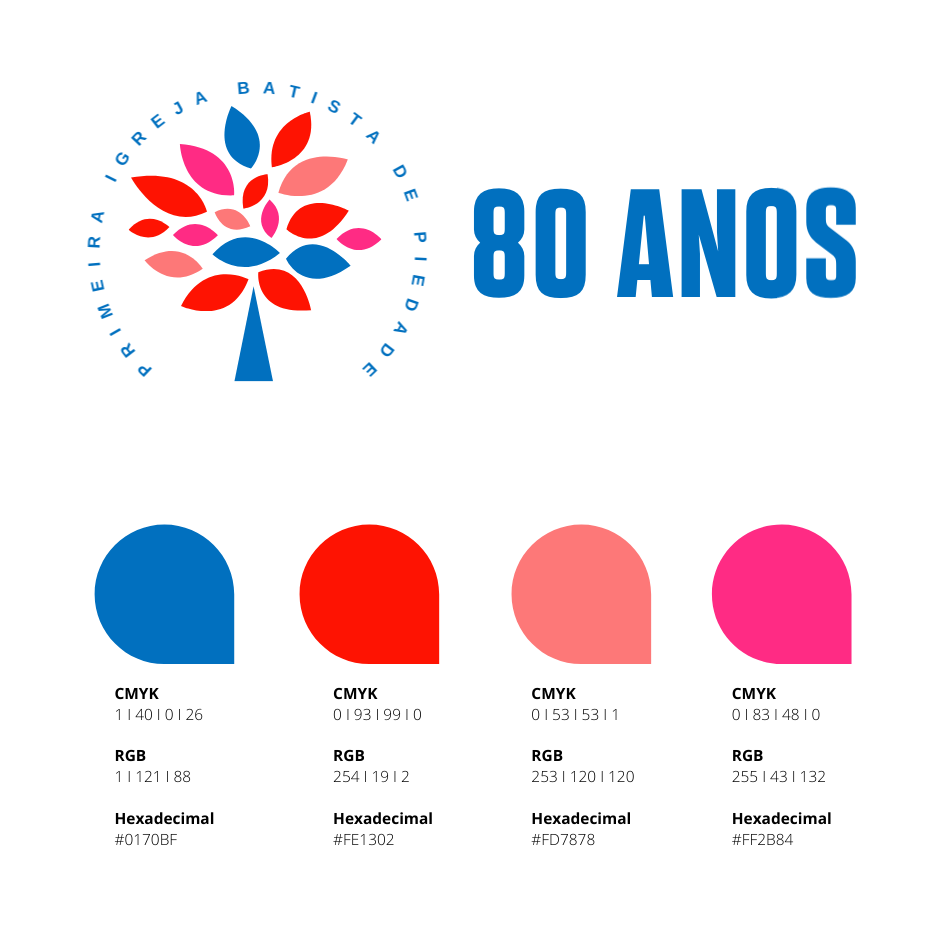 PRIMEIRA IGREJA BATISTA DE PIEDADE
80 ANOS
CMYK
1 I 40 I 0 I 26
RGB
1 I 121 I 88
Hexadecimal
#0170BF
CMYK
0 I 93 I 99 I 0
RGB
254 I 19 I 2
Hexadecimal
#FE1302
CMYK
0 I 53 I 53 I 1
RGB
253 I 120 I 120
Hexadecimal
#FD7878
CMYK
0 I 83 I 48 I 0
RGB
255 I 43 I 132
Hexadecimal
#FF2B84